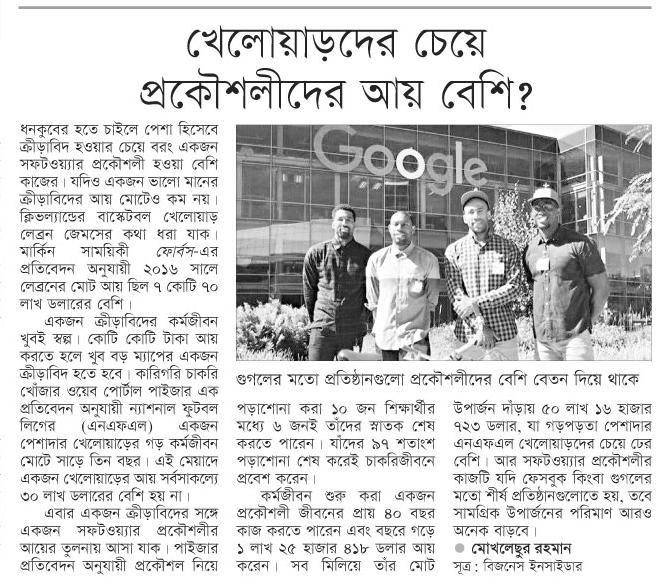 খেলোয়াড়দের চেয়ে
প্রকৌশলীদের আয় বেশি?
ধনকুবের হতে চাইলে পেশা হিসেবে
ক্রীড়াবিদ হওয়ার চেয়ে বরং একজন
সফটওয়্যার প্রকৌশলী হওয়া বেশি
কাজের। যদিও একজন ভালো মানের
ক্রীড়াবিদের আয় মোটেও কম নয়।
ক্লিভল্যান্ডের বাস্কেটবল খেলোয়াড়
লেব্রন জেমসের কথা ধরা যাক।
মার্কিন সাময়িকী ফোর্বস-এর
প্রতিবেদন অনুযায়ী ২০১৬ সালে
লেব্রনের মোট আয় ছিল ৭ কোটি ৭০
লাখ ডলারের বেশি।
একজন ক্রীড়াবিদের কর্মজীবন
খুবই স্বল্প। কোটি কোটি টাকা আয়
করতে হলে খুব বড় ম্যাপের একজন
ক্রীড়াবিদ হতে হবে। কারিগরি চাকরি
খোঁজার ওয়েব পোর্টাল পাইজার এক
প্রতিবেদন অনুযায়ী ন্যাশনাল ফুটবল
লিগের (এনএফএল) একজন
পেশাদার খেলোয়াড়ের গড় কর্মজীবন
মোটে সাড়ে তিন বছর। এই মেয়াদে
একজন খেলোয়াড়ের আয় সর্বসাকল্যে
৩০ লাখ ডলারের বেশি হয় না।
এবার একজন ক্রীড়াবিদের সঙ্গে
একজন সফটওয়্যার প্রকৌশলীর
আয়ের তুলনায় আসা যাক। পাইজার
প্রতিবেদন অনুযায়ী প্রকৌশল নিয়ে
Google
গুগলের মতো প্রতিষ্ঠানগুলো প্রকৌশলীদের বেশি বেতন দিয়ে থাকে
পড়াশোনা করা ১০ জন শিক্ষার্থীর
মধ্যে ৬ জনই তাঁদের স্নাতক শেষ
করতে পারেন। যাঁদের ৯৭ শতাংশ
পড়াশোনা শেষ করেই চাকরিজীবনে
প্রবেশ করেন।
কর্মজীবন শুরু করা একজন
প্রকৌশলী জীবনের প্রায় ৪০ বছর
কাজ করতে পারেন এবং বছরে গড়ে
১ লাখ ২৫ হাজার ৪১৮ ডলার আয়
করেন। সব মিলিয়ে তাঁর মোট
উপার্জন দাঁড়ায় ৫০ লাখ ১৬ হাজার
৭২৩ ডলার, যা গড়পড়তা পেশাদার
এনএফএল খেলোয়াড়দের চেয়ে ঢের
বেশি। আর সফটওয়্যার প্রকৌশলীর
কাজটি যদি ফেসবুক কিংবা গুগলের
মতো শীর্ষ প্রতিষ্ঠানগুলোতে হয়, তবে
সামগ্রিক উপার্জনের পরিমাণ আরও
অনেক বাড়বে।
● মোখলেছুর রহমান
সূত্র : বিজনেস ইনসাইডার